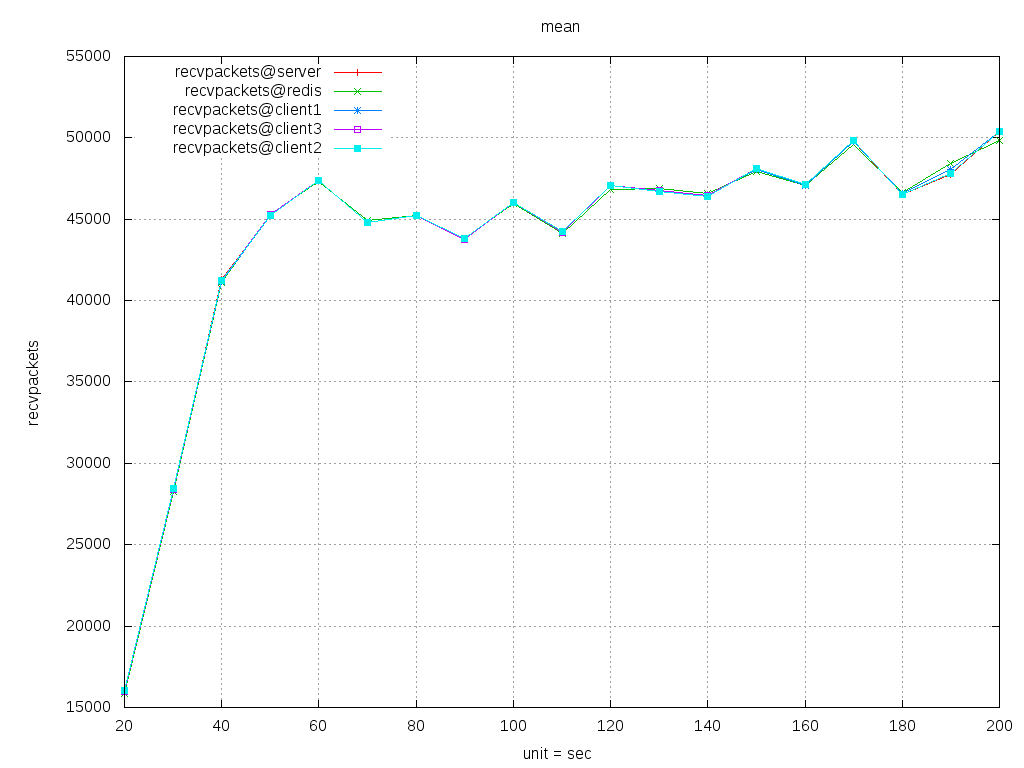 mean
55000
50000
45000
40000
35000
30000
25000
20000
15000
recvpackets@server
recvpackets@redis
recvpackets@client1
recvpackets@client3
recvpackets@client2
recvpackets
20 40 60 80 100 120 140 160 180 200
unit = sec